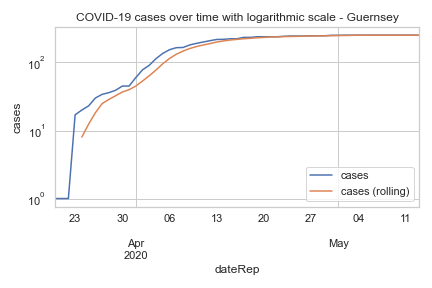 COVID-19 cases over time with logarithmic scale - Guernsey
cases
10²
10¹
10⁰
cases
cases (rolling)
23 30 06 13 20 27 04 11
Apr May
2020
dateRep